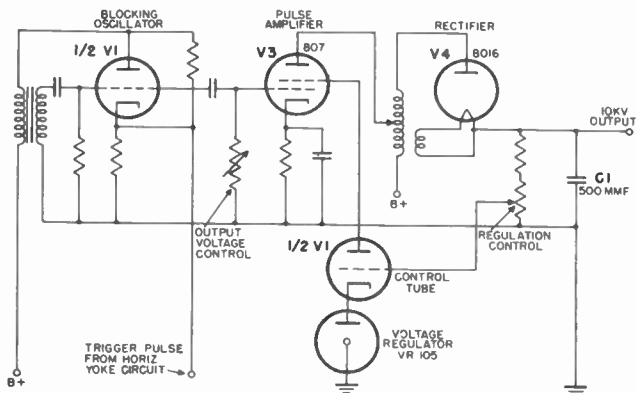 BLOCKING
OSCILLATOR
1/2 V1
PULSE
AMPLIFIER
V3
807
RECTIFIER
V4
8016
10KV
OUTPUT
C1
500 MMF
B+
OUTPUT
VOLTAGE
CONTROL
REGULATION
CONTROL
1/2 V1
CONTROL
TUBE
VOLTAGE
REGULATOR
VR 105
TRIGGER PULSE
FROM HORIZ
YOKE CIRCUIT
B+